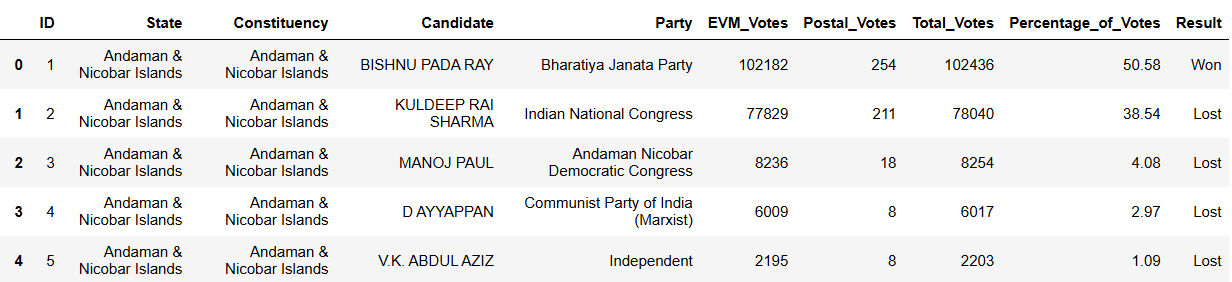 ID State Constituency Candidate Party EVM_Votes Postal_Votes Total_Votes Percentage_of_Votes Result
0 1 Andaman & Nicobar Islands Andaman & Nicobar Islands BISHNU PADA RAY Bharatiya Janata Party 102182 254 102436 50.58 Won
1 2 Andaman & Nicobar Islands Andaman & Nicobar Islands KULDEEP RAI SHARMA Indian National Congress 77829 211 78040 38.54 Lost
2 3 Andaman & Nicobar Islands Andaman & Nicobar Islands MANOJ PAUL Andaman Nicobar Democratic Congress 8236 18 8254 4.08 Lost
3 4 Andaman & Nicobar Islands Andaman & Nicobar Islands D AYYAPPAN Communist Party of India (Marxist) 6009 8 6017 2.97 Lost
4 5 Andaman & Nicobar Islands Andaman & Nicobar Islands V.K. ABDUL AZIZ Independent 2195 8 2203 1.09 Lost